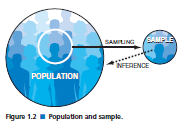 SAMPLING
SAMPLE
INFERENCE
POPULATION
Figure 1.2 ■ Population and sample.